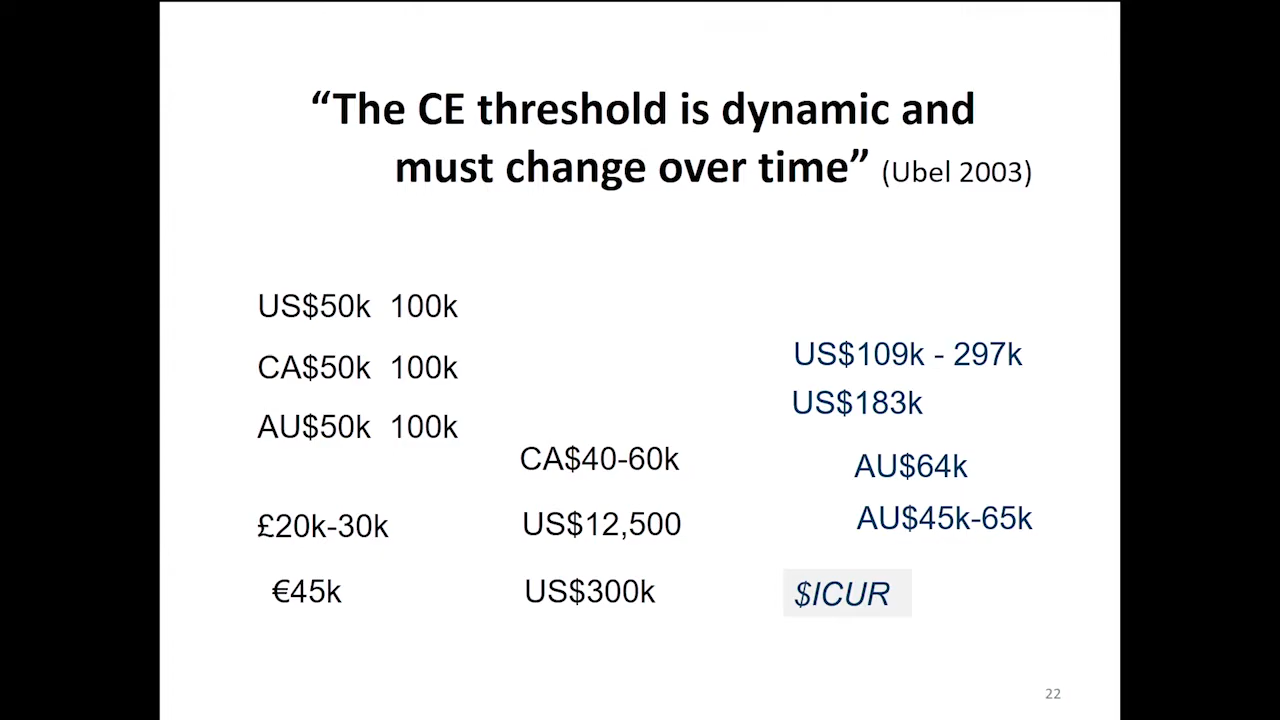 “The CE threshold is dynamic and
must change over time” (Ubel 2003)
US$50k 100k
CA$50k 100k
AU$50k 100k
£20k-30k
€45k
CA$40-60k
US$12,500
US$300k
US$109k - 297k
US$183k
AU$64k
AU$45k-65k
$ICUR
22